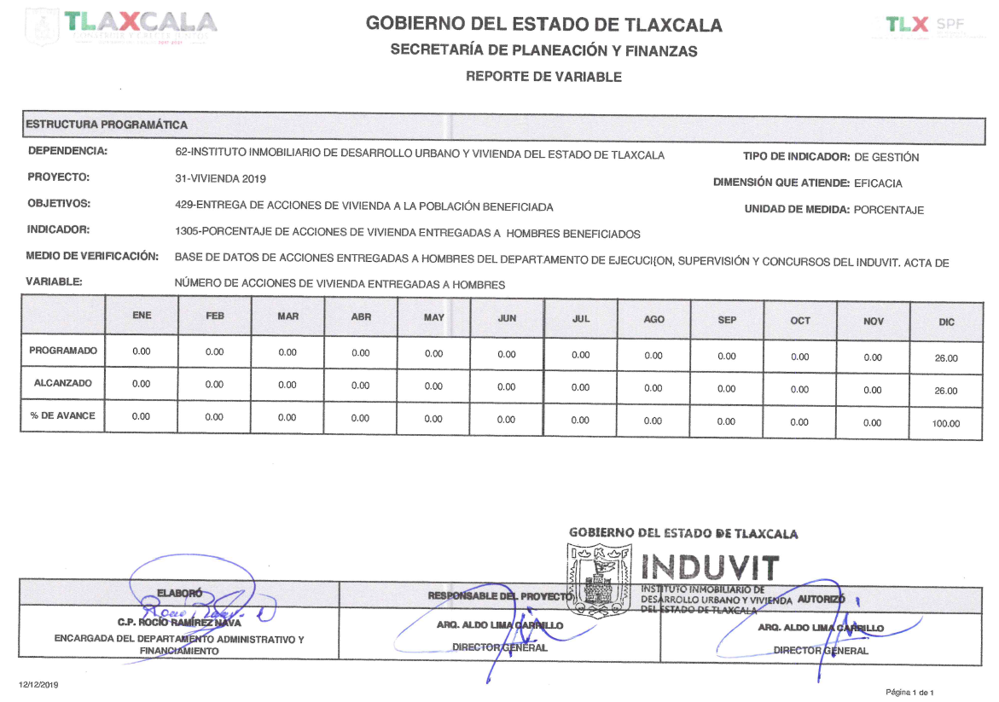 TLAXCALA
CONSTRUIR Y CRECER JUNTOS
GOBIERNO DEL ESTADO DE TLAXCALA
SECRETARÍA DE PLANEACIÓN Y FINANZAS
REPORTE DE VARIABLE
TLX SPF
ESTRUCTURA PROGRAMÁTICA
DEPENDENCIA: 62-INSTITUTO INMOBILIARIO DE DESARROLLO URBANO Y VIVIENDA DEL ESTADO DE TLAXCALA TIPO DE INDICADOR: DE GESTIÓN
PROYECTO: 31-VIVIENDA 2019 DIMENSIÓN QUE ATIENDE: EFICACIA
OBJETIVOS: 429-ENTREGA DE ACCIONES DE VIVIENDA A LA POBLACIÓN BENEFICIADA UNIDAD DE MEDIDA: PORCENTAJE
INDICADOR: 1305-PORCENTAJE DE ACCIONES DE VIVIENDA ENTREGADAS A HOMBRES BENEFICIADOS
MEDIO DE VERIFICACIÓN: BASE DE DATOS DE ACCIONES ENTREGADAS A HOMBRES DEL DEPARTAMENTO DE EJECUCI{ON, SUPERVISIÓN Y CONCURSOS DEL INDUVIT. ACTA DE
VARIABLE: NÚMERO DE ACCIONES DE VIVIENDA ENTREGADAS A HOMBRES
ENE FEB MAR ABR MAY JUN JUL AGO SEP OCT NOV DIC
PROGRAMADO 0.00 0.00 0.00 0.00 0.00 0.00 0.00 0.00 0.00 0.00 0.00 26.00
ALCANZADO 0.00 0.00 0.00 0.00 0.00 0.00 0.00 0.00 0.00 0.00 0.00 26.00
% DE AVANCE 0.00 0.00 0.00 0.00 0.00 0.00 0.00 0.00 0.00 0.00 0.00 100.00
GOBIERNO DEL ESTADO DE TLAXCALA
INDUVIT
INSTITUTO INMOBILIARIO DE
DESARROLLO URBANO Y VIVIENDA
DEL ESTADO DE TLAXCALA
ELABORÓ
C.P. ROCIO RAMÍREZ NAVA
ENCARGADA DEL DEPARTAMENTO ADMINISTRATIVO Y
FINANCIAMIENTO
RESPONSABLE DEL PROYECTO
ARQ. ALDO LIMA CARRILLO
DIRECTOR GENERAL
AUTORIZÓ
ARQ. ALDO LIMA CARRILLO
DIRECTOR GENERAL
12/12/2019
Página 1 de 1